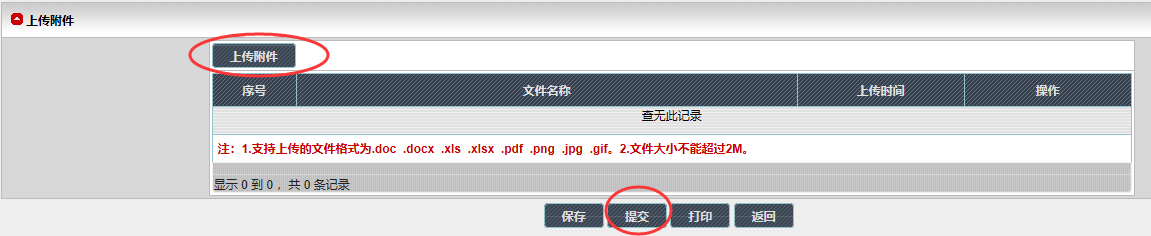 上传附件
上传附件
序号 文件名称 上传时间 操作
查无此记录
注：1.支持上传的文件格式为.doc .docx .xls .xlsx .pdf .png .jpg .gif。2.文件大小不能超过2M。
显示 0 到 0 ，共 0 条记录
保存 提交 打印 返回